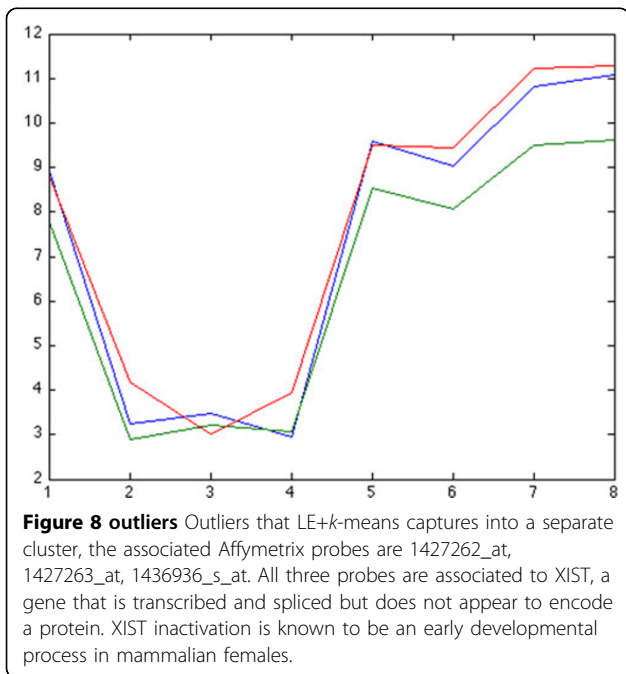 12
11
10
9
8
7
6
5
4
3
2
1 2 3 4 5 6 7 8
Figure 8 outliers Outliers that LE+k-means captures into a separate
cluster, the associated Affymetrix probes are 1427262_at,
1427263_at, 1436936_s_at. All three probes are associated to XIST, a
gene that is transcribed and spliced but does not appear to encode
a protein. XIST inactivation is known to be an early developmental
process in mammalian females.